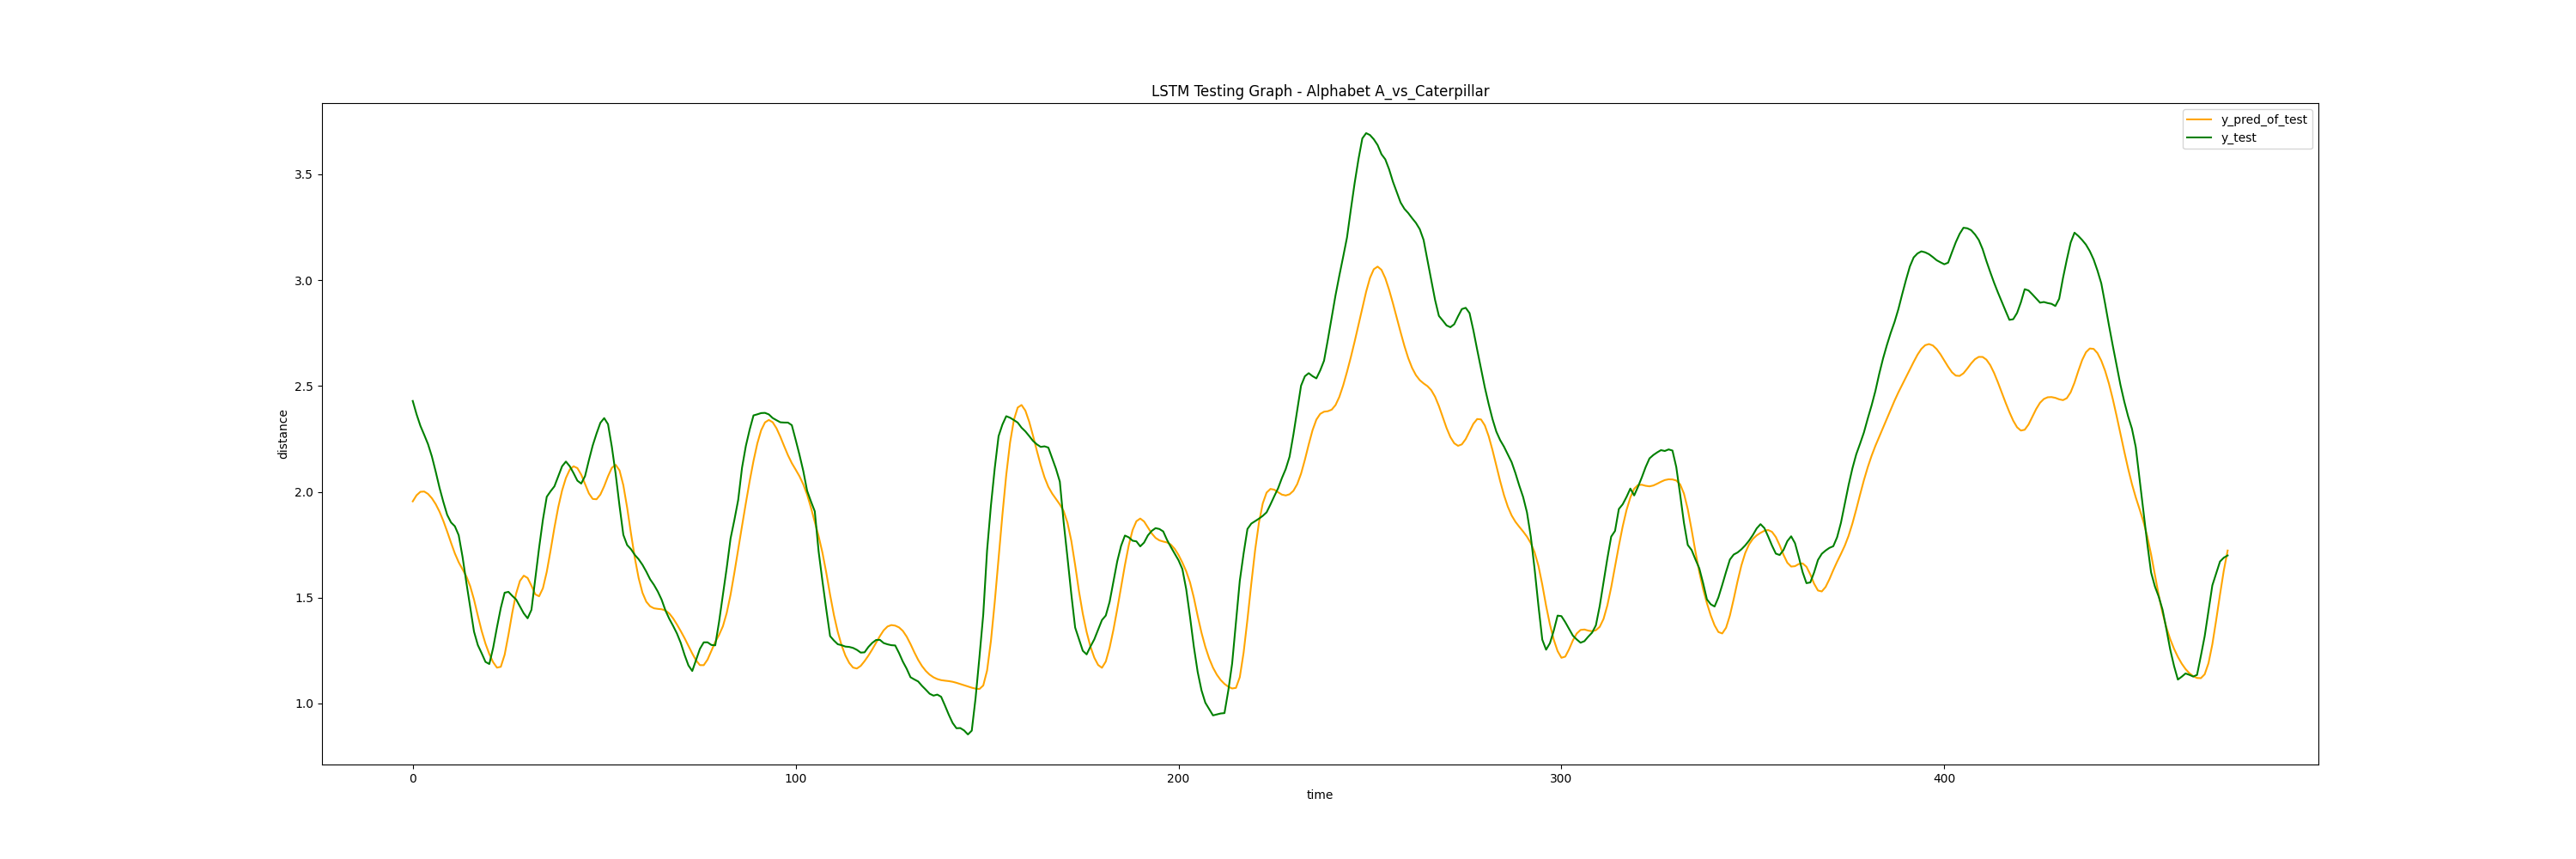 LSTM Testing Graph - Alphabet A_vs_Caterpillar
y_pred_of_test
y_test
3.5
3.0
2.5
2.0
1.5
1.0
distance
0 100 200 300 400
time